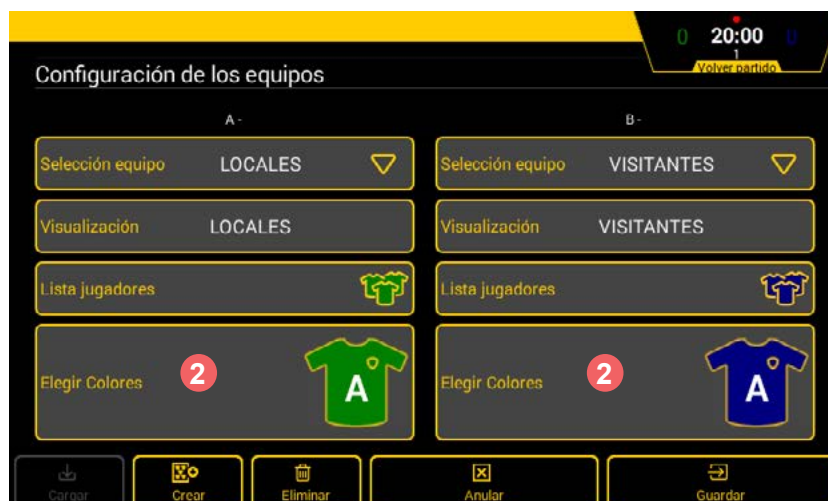 0 20:00 0
1
Volver partido
Configuración de los equipos
A - B -
Selección equipo LOCALES Selección equipo VISITANTES
Visualización LOCALES Visualización VISITANTES
Lista jugadores Lista jugadores
Elegir Colores 2 A Elegir Colores 2 A
Cargar Crear Eliminar Anular Guardar